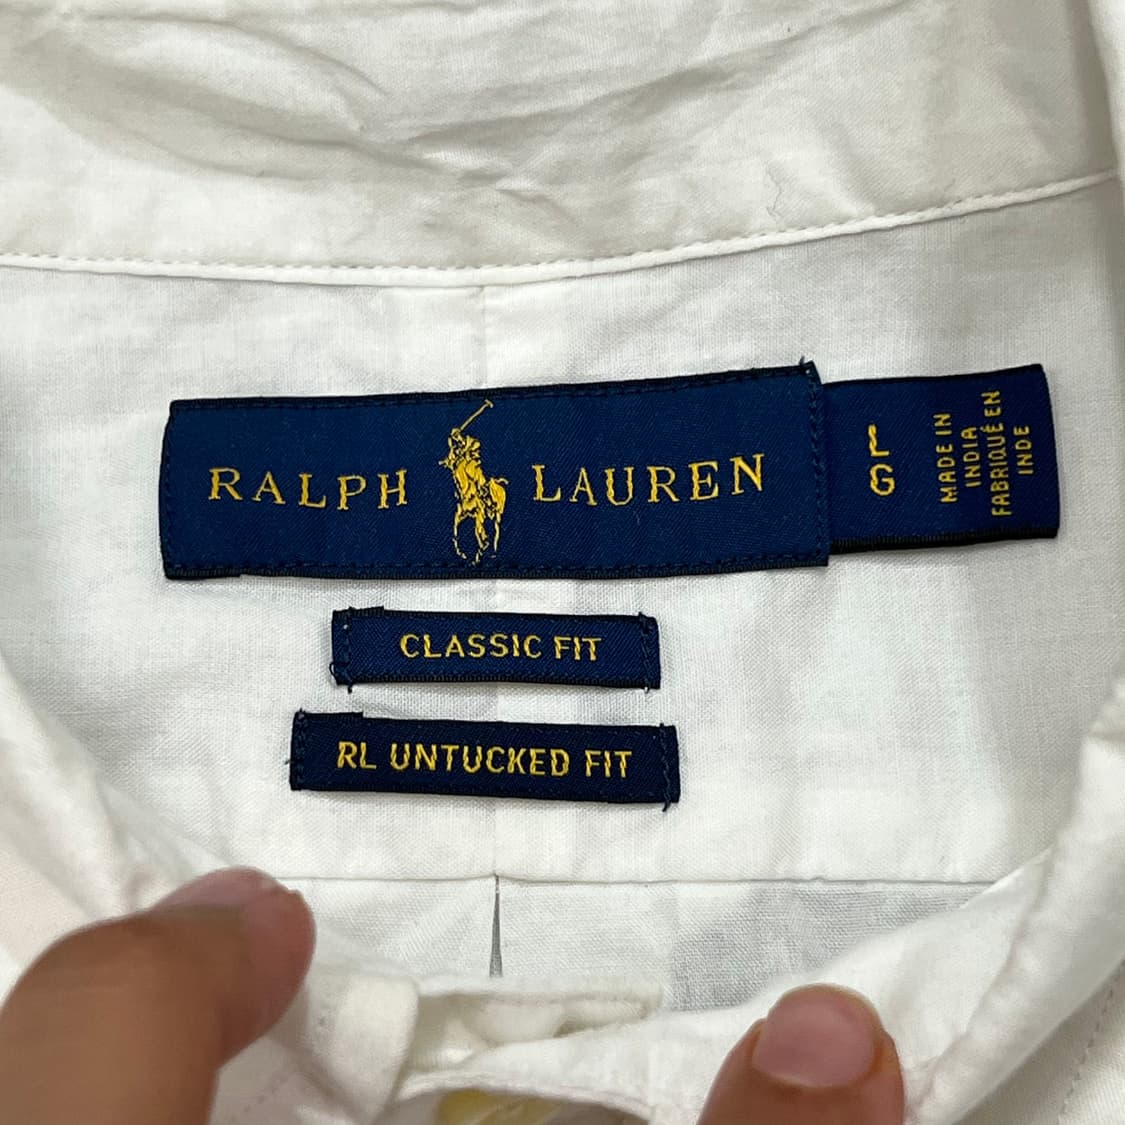 RALPH LAUREN
L
G
MADE IN
INDIA
FABRIQUÉ EN
INDE
CLASSIC FIT
RL UNTUCKED FIT